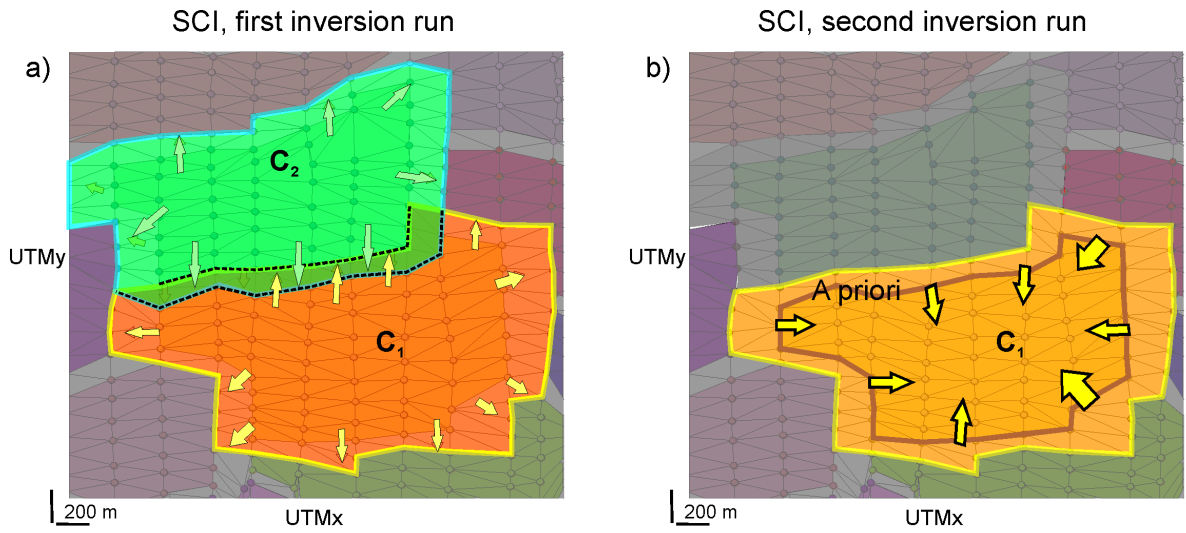 SCI, first inversion run
SCI, second inversion run
a)
b)
C2
UTMy
UTMy
A priori
C1
C1
200 m
UTMx
200 m
UTMx